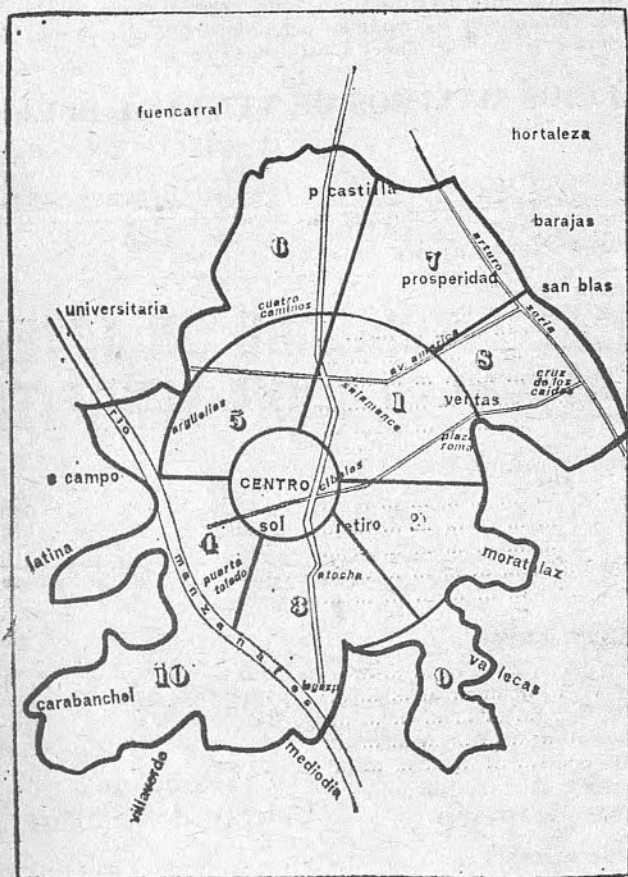 fuencarral
hortaleza
p castilla
barajas
6
7
arturo
prosperidad
san blas
universitaria
cuatro caminos
soria
av. america
8
cruz de los caidos
salamanca
1
ventas
argüelles
5
plaza roma
rio
CENTRO
cibeles
campo
sol
retiro
2
4
latina
puerta toledo
atocha
moratalaz
3
manzanares
vallecas
9
10
carabanchel
legazp
mediodia
villaverde